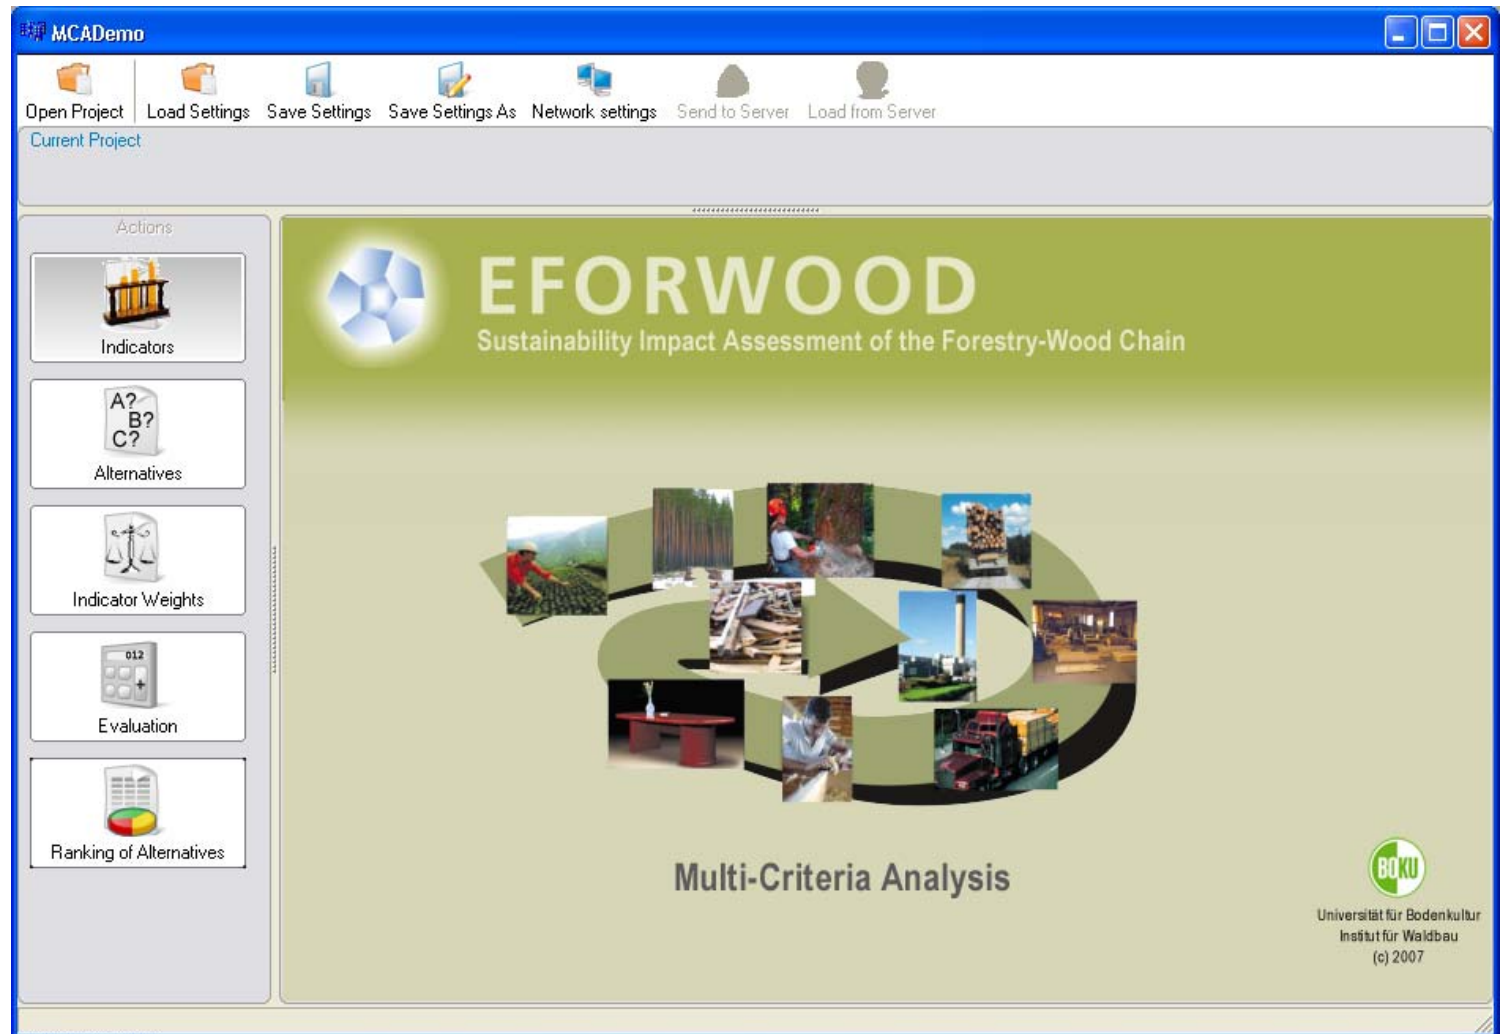 MCADemo
Open Project Load Settings Save Settings Save Settings As Network settings Send to Server Load from Server
Current Project
Actions
Indicators
A?
B?
C?
Alternatives
Indicator Weights
012
+
Evaluation
Ranking of Alternatives
EFORWOOD
Sustainability Impact Assessment of the Forestry-Wood Chain
Multi-Criteria Analysis
BOKU
Universität für Bodenkultur
Institut für Waldbau
(c) 2007